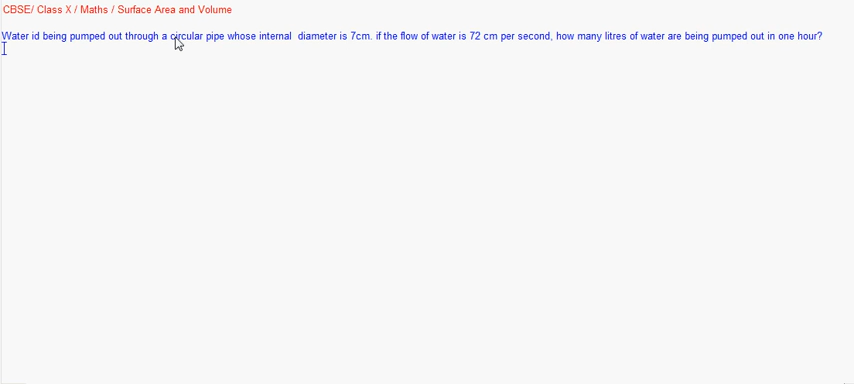 CBSE/ Class X / Maths / Surface Area and Volume
Water id being pumped out through a circular pipe whose internal  diameter is 7cm. if the flow of water is 72 cm per second, how many litres of water are being pumped out in one hour?